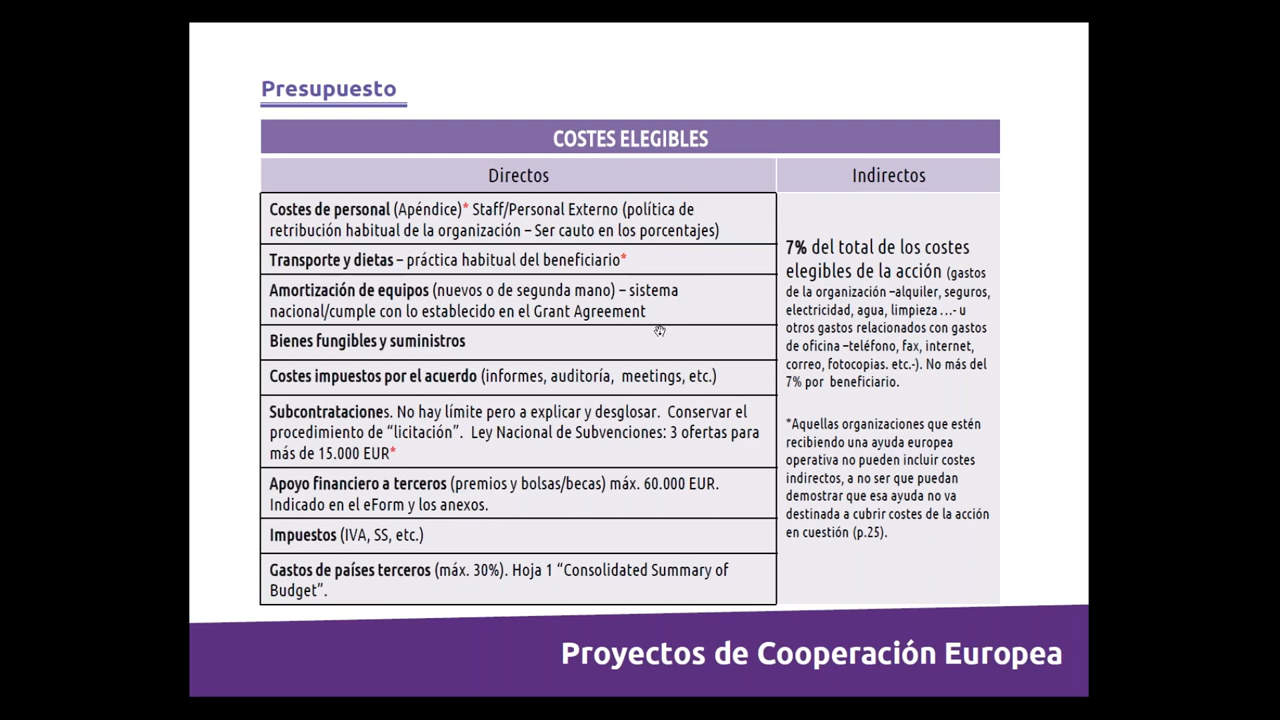 Presupuesto
COSTES ELEGIBLES
Directos
Indirectos
Costes de personal (Apéndice)* Staff/Personal Externo (política de
retribución habitual de la organización – Ser cauto en los porcentajes)
Transporte y dietas – práctica habitual del beneficiario*
Amortización de equipos (nuevos o de segunda mano) – sistema
nacional/cumple con lo establecido en el Grant Agreement
Bienes fungibles y suministros
Costes impuestos por el acuerdo (informes, auditoría, meetings, etc.)
Subcontrataciones. No hay límite pero a explicar y desglosar. Conservar el
procedimiento de “licitación”. Ley Nacional de Subvenciones: 3 ofertas para
más de 15.000 EUR*
Apoyo financiero a terceros (premios y bolsas/becas) máx. 60.000 EUR.
Indicado en el eForm y los anexos.
Impuestos (IVA, SS, etc.)
Gastos de países terceros (máx. 30%). Hoja 1 “Consolidated Summary of
Budget”.
7% del total de los costes
elegibles de la acción (gastos
de la organización –alquiler, seguros,
electricidad, agua, limpieza …- u
otros gastos relacionados con gastos
de oficina –teléfono, fax, internet,
correo, fotocopias. etc.-). No más del
7% por beneficiario.
*Aquellas organizaciones que estén
recibiendo una ayuda europea
operativa no pueden incluir costes
indirectos, a no ser que puedan
demostrar que esa ayuda no va
destinada a cubrir costes de la acción
en cuestión (p.25).
Proyectos de Cooperación Europea